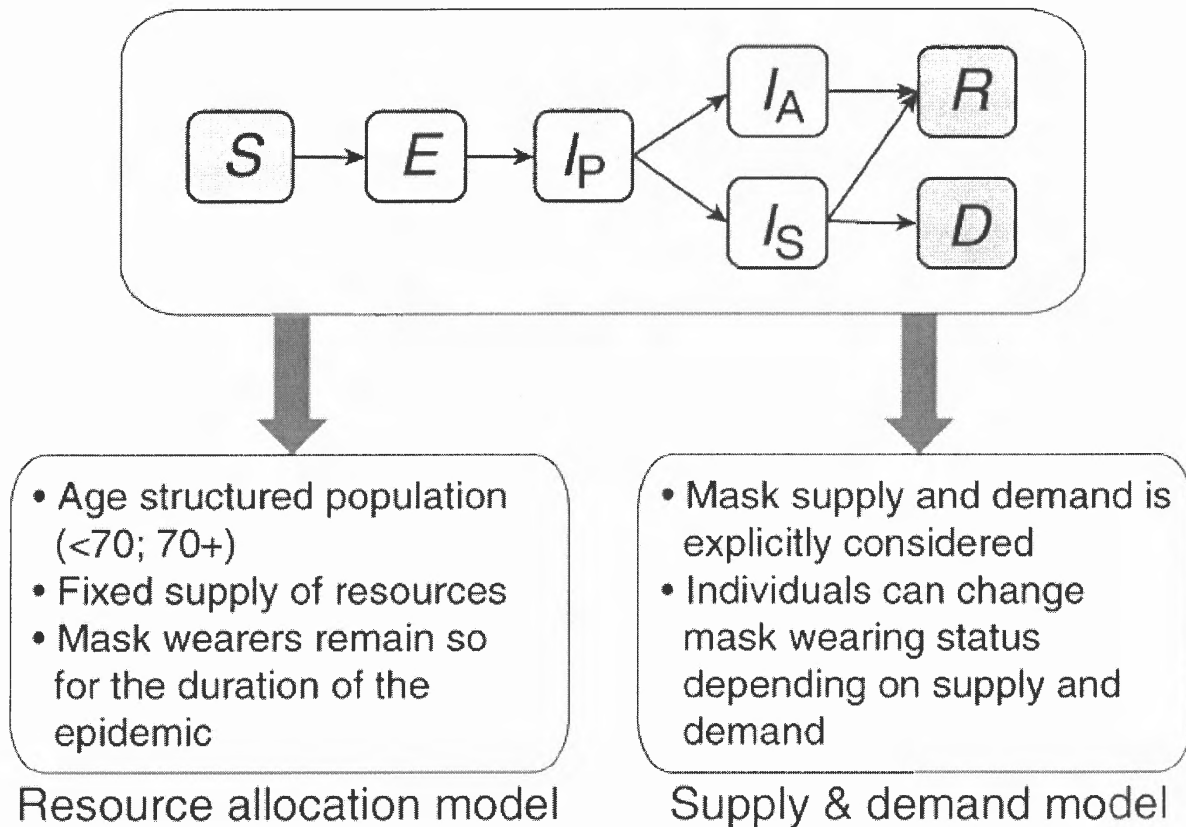 S E I_P I_A I_S R D
• Age structured population
(<70; 70+)
• Fixed supply of resources
• Mask wearers remain so
for the duration of the
epidemic
Resource allocation model
• Mask supply and demand is
explicitly considered
• Individuals can change
mask wearing status
depending on supply and
demand
Supply & demand model